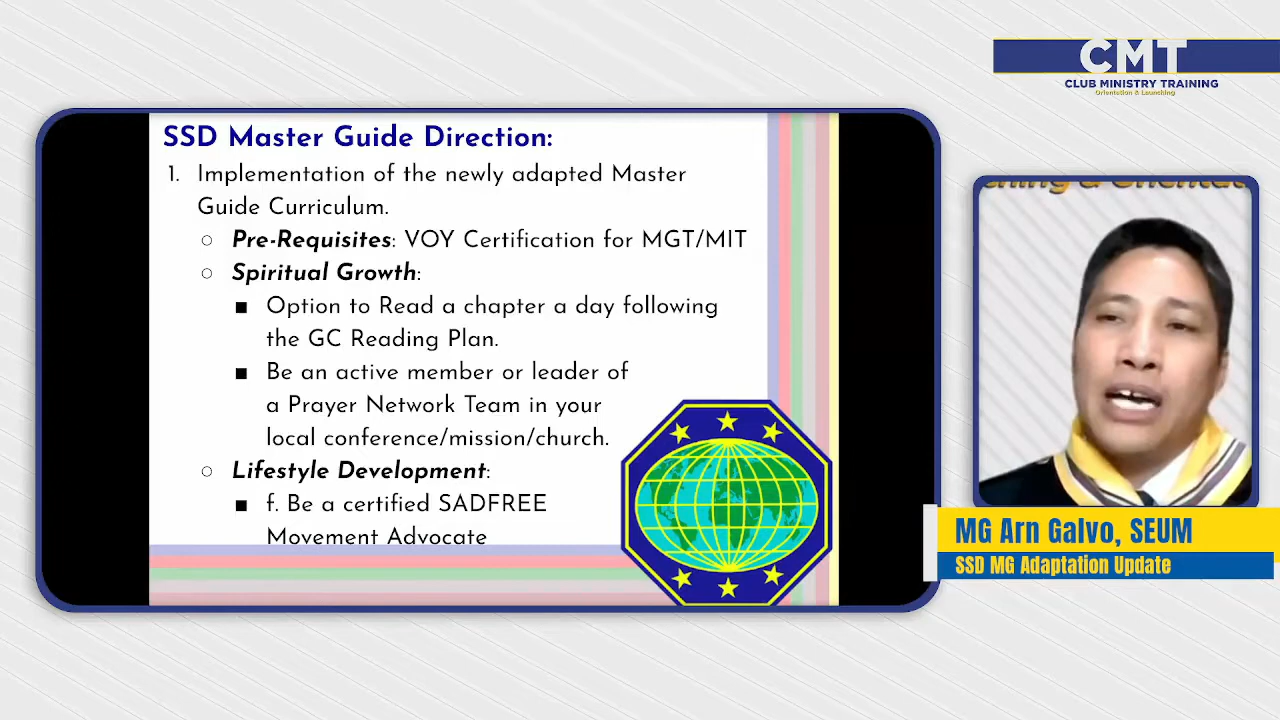 CMT
CLUB MINISTRY TRAINING
Orientation & Launching
SSD Master Guide Direction:
1. Implementation of the newly adapted Master
Guide Curriculum.
○ Pre-Requisites: VOY Certification for MGT/MIT
○ Spiritual Growth:
■ Option to Read a chapter a day following
the GC Reading Plan.
■ Be an active member or leader of
a Prayer Network Team in your
local conference/mission/church.
○ Lifestyle Development:
■ f. Be a certified SADFREE
Movement Advocate
MG Arn Galvo, SEUM
SSD MG Adaptation Update